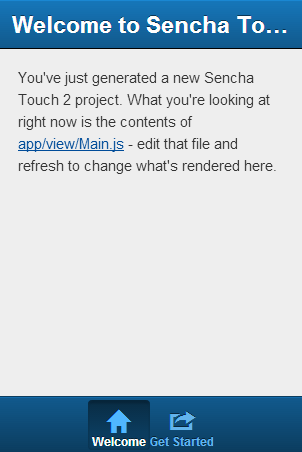 Welcome to Sencha To...
You've just generated a new Sencha
Touch 2 project. What you're looking at
right now is the contents of
app/view/Main.js - edit that file and
refresh to change what's rendered here.
Welcome Get Started